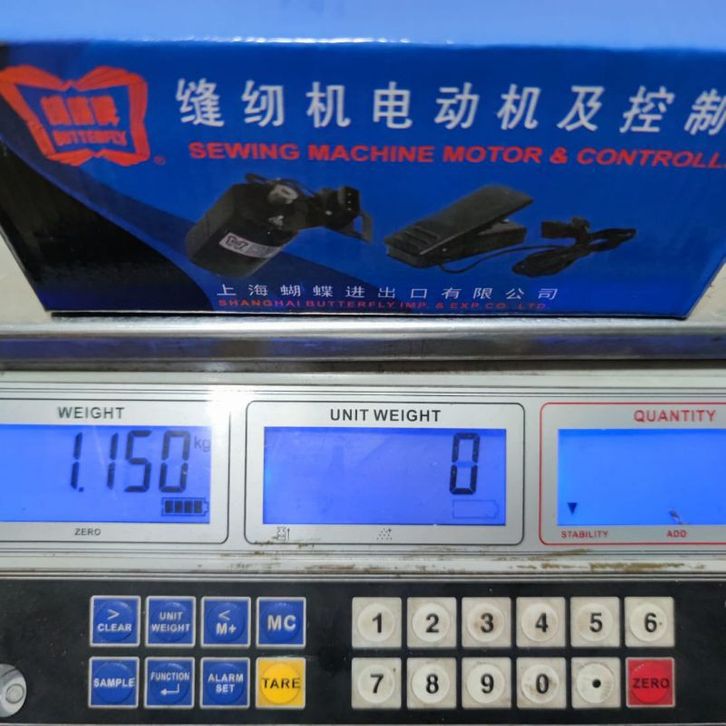 缝纫机电动机及控制
BUTTERFLY
®
SEWING MACHINE MOTOR & CONTROLL
上海蝴蝶进出口有限公司
SHANGHAI BUTTERFLY IMP. & EXP. CO., LTD.
WEIGHT
UNIT WEIGHT
QUANTITY
1.150 kg
0
ZERO
STABILITY
ADD
> CLEAR
UNIT WEIGHT
< M+
MC
1 2 3 4 5 6
SAMPLE
FUNCTION
ALARM SET
TARE
7 8 9 0 •
ZERO